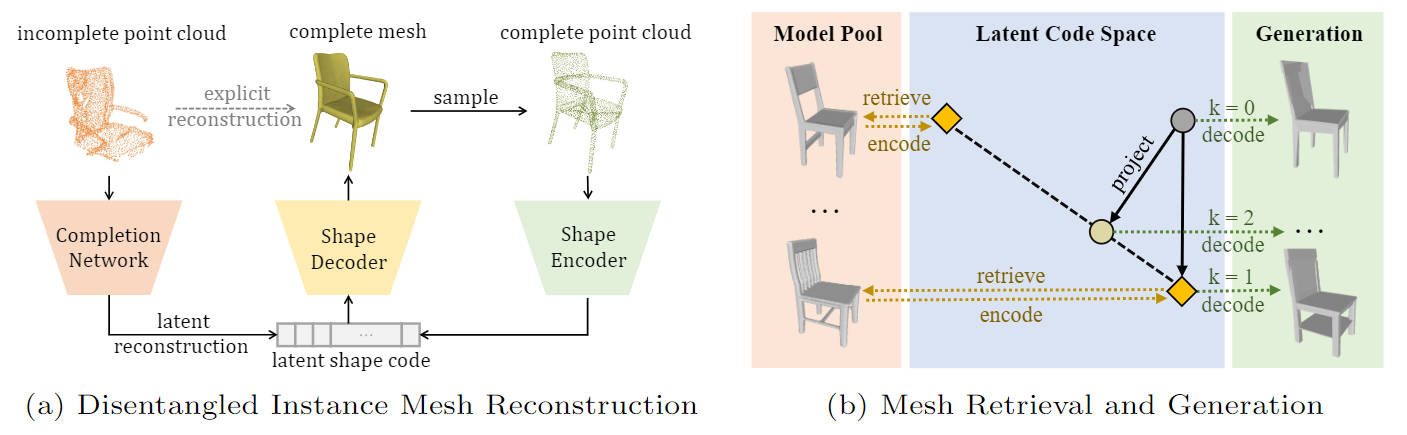 incomplete point cloud
complete mesh
complete point cloud
explicit
reconstruction
sample
Completion
Network
Shape
Decoder
Shape
Encoder
latent
reconstruction
...
latent shape code
(a) Disentangled Instance Mesh Reconstruction
Model Pool
Latent Code Space
Generation
retrieve
encode
k = 0
decode
project
...
k = 2
decode
...
retrieve
encode
k = 1
decode
(b) Mesh Retrieval and Generation